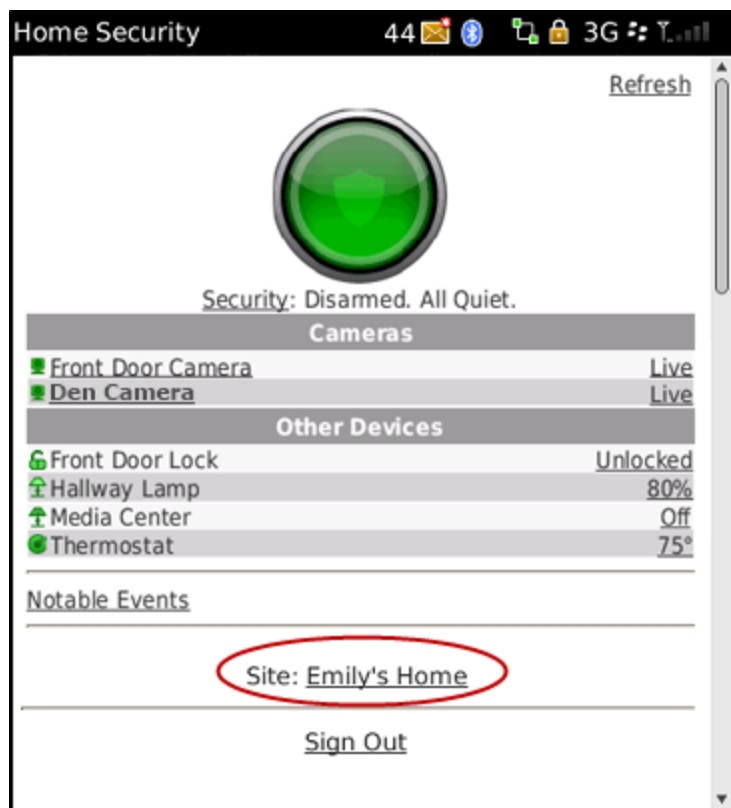 Home Security 44 3G
Refresh
Security: Disarmed. All Quiet.
Cameras
Front Door Camera Live
Den Camera Live
Other Devices
Front Door Lock Unlocked
Hallway Lamp 80%
Media Center Off
Thermostat 75°
Notable Events
Site: Emily's Home
Sign Out